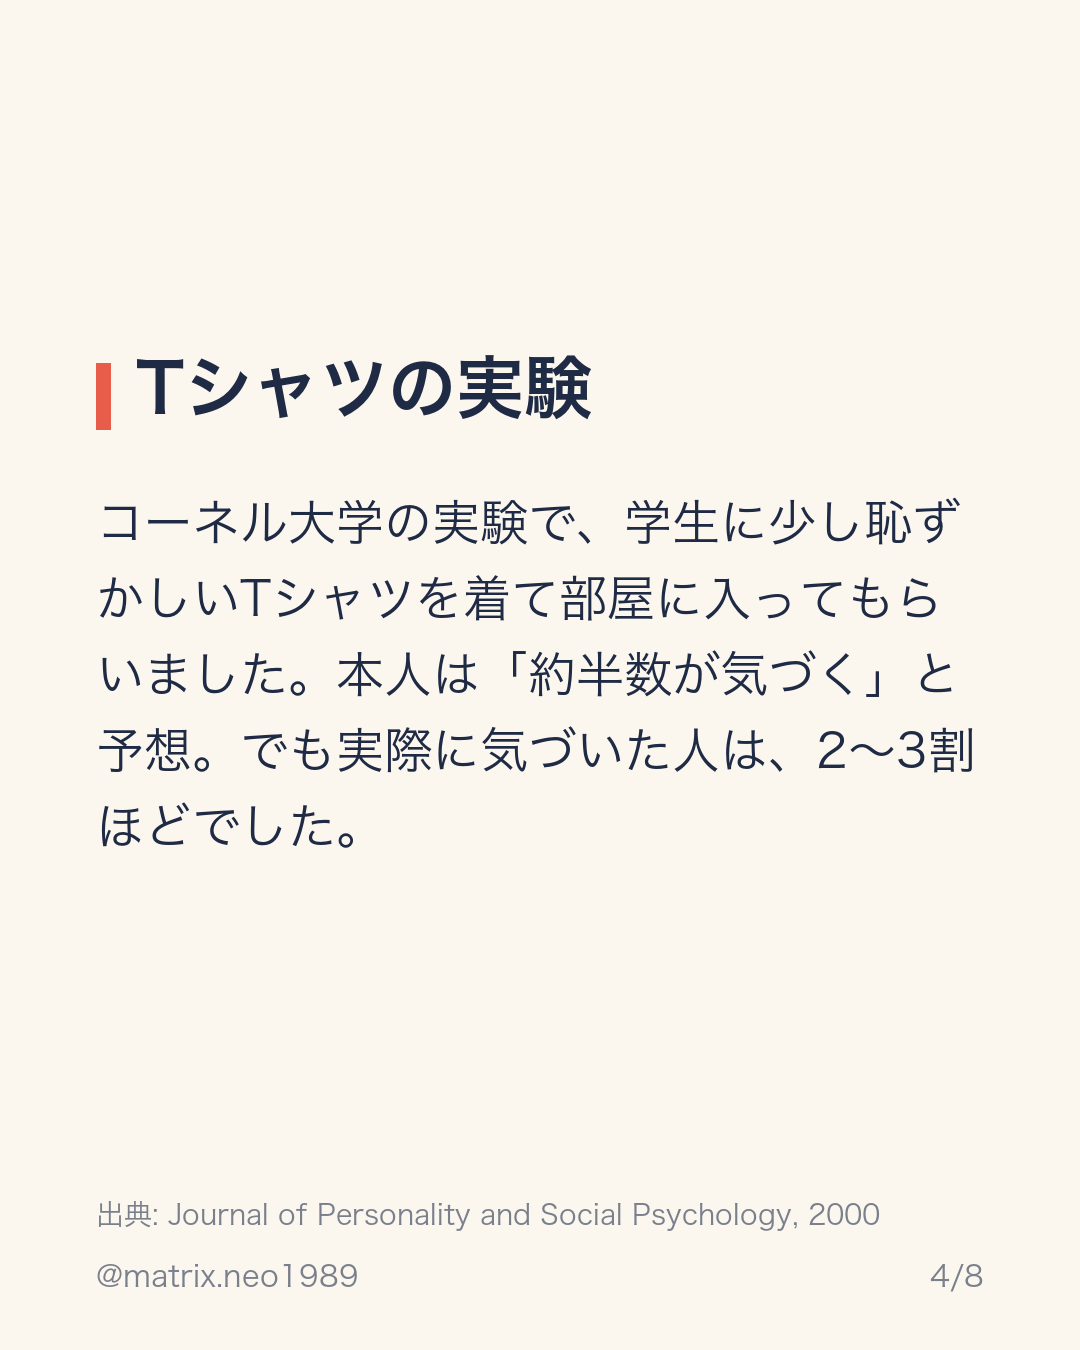 Tシャツの実験
コーネル大学の実験で、学生に少し恥ず
かしいTシャツを着て部屋に入ってもら
いました。本人は「約半数が気づく」と
予想。でも実際に気づいた人は、2〜3割
ほどでした。
出典: Journal of Personality and Social Psychology, 2000
@matrix.neo1989
4/8